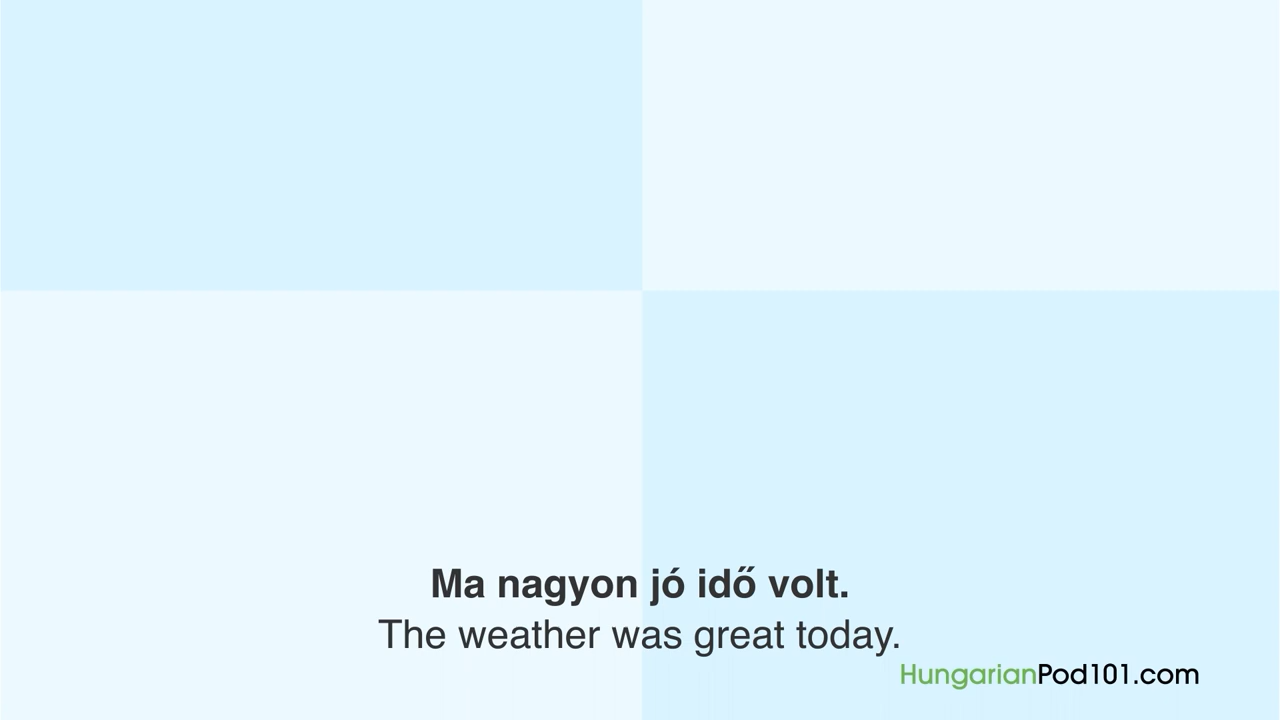 Ma nagyon jó idő volt.
The weather was great today.
HungarianPod101.com